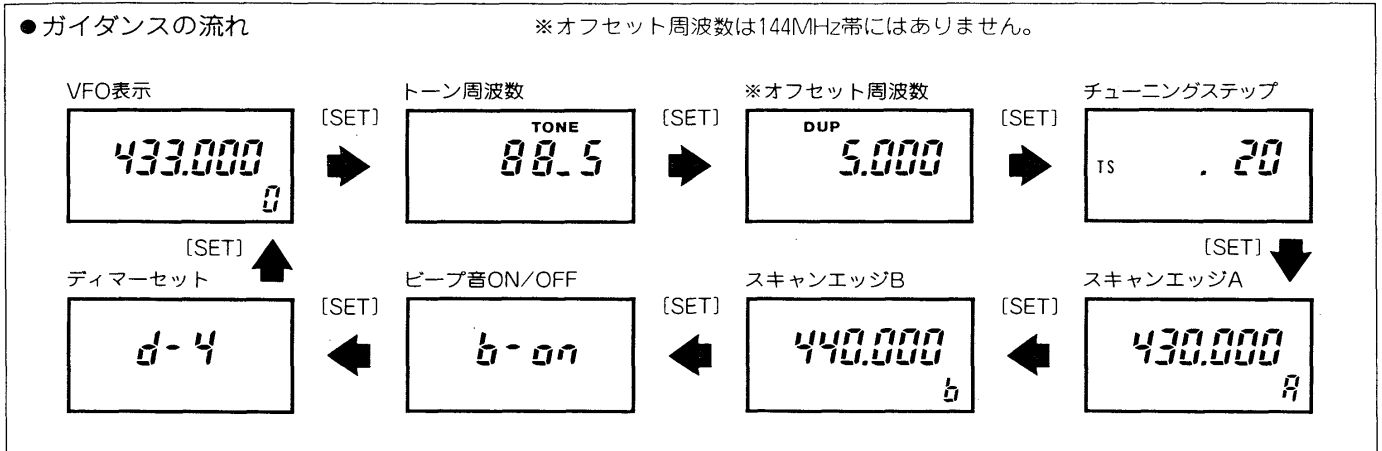 ●ガイダンスの流れ
※オフセット周波数は144MHz帯にはありません。
VFO表示
433.000
0
[SET]
トーン周波数
TONE
88.5
[SET]
※オフセット周波数
DUP
5.000
[SET]
チューニングステップ
TS
. 20
[SET]
スキャンエッジA
430.000
A
[SET]
スキャンエッジB
440.000
b
[SET]
ビープ音ON/OFF
b-on
[SET]
ディマーセット
d-4
[SET]